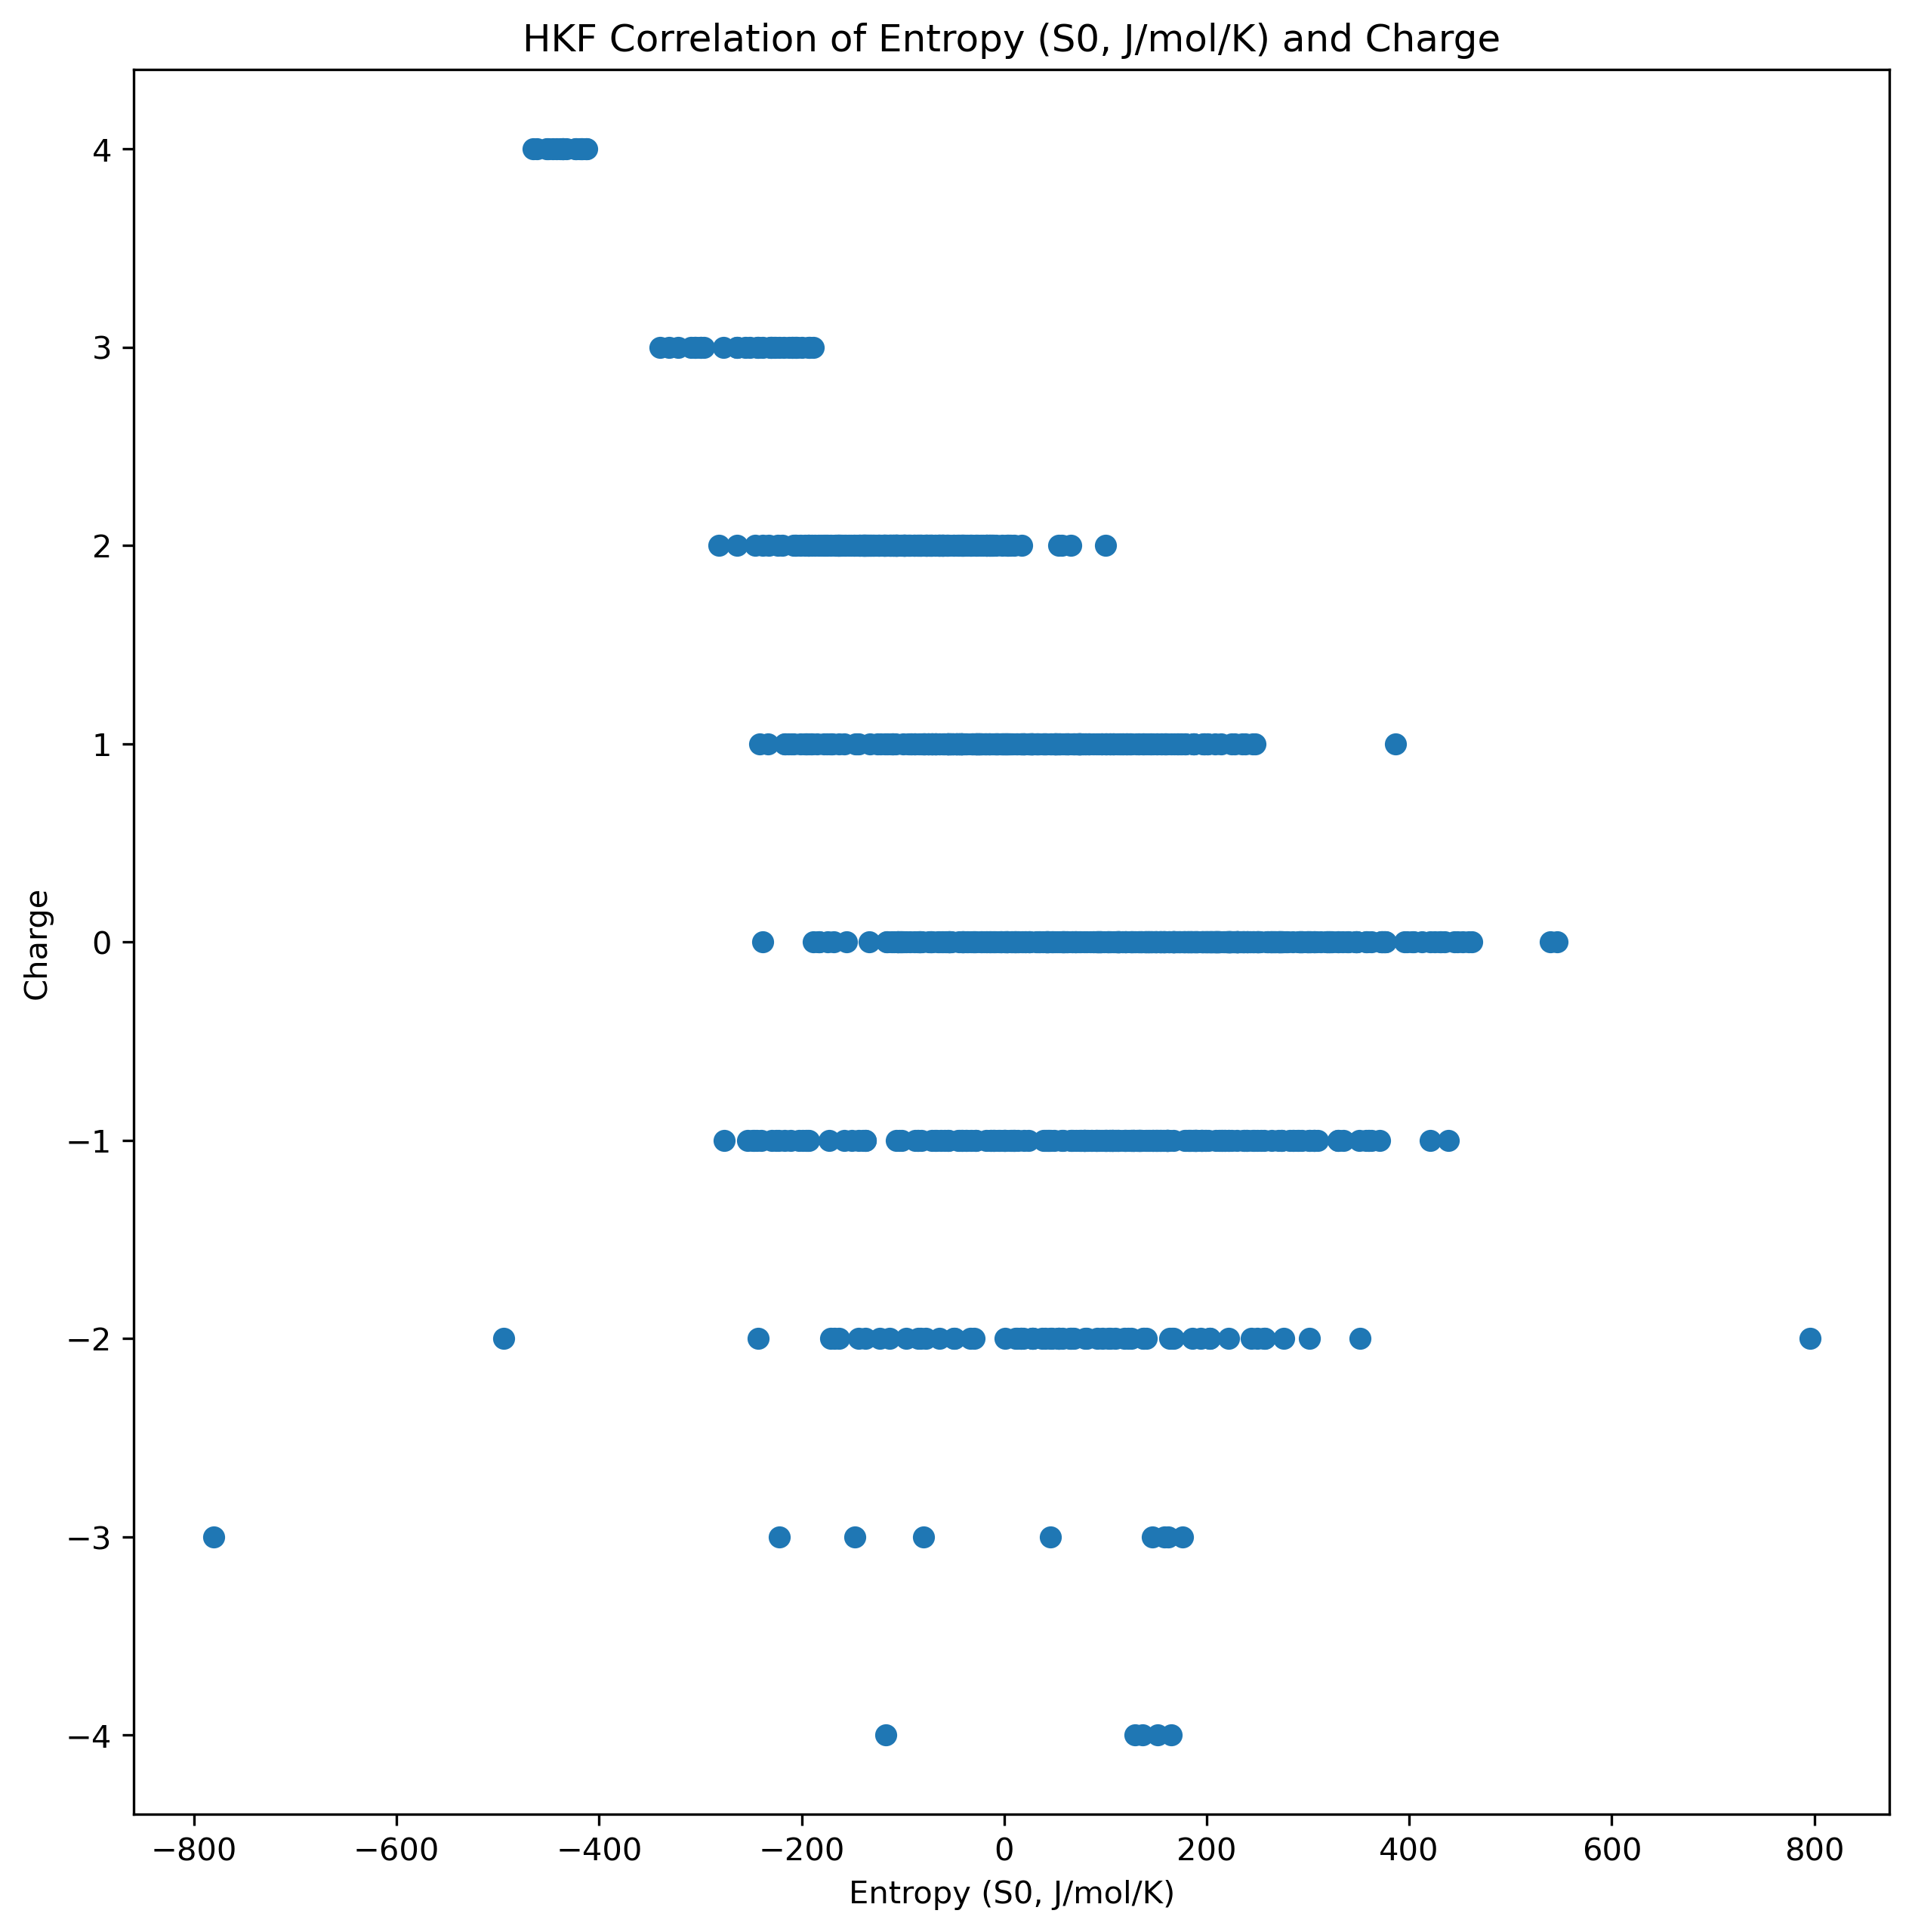 HKF Correlation of Entropy (S0, J/mol/K) and Charge
4
3
2
1
0
−1
−2
−3
−4
Charge
−800 −600 −400 −200 0 200 400 600 800
Entropy (S0, J/mol/K)